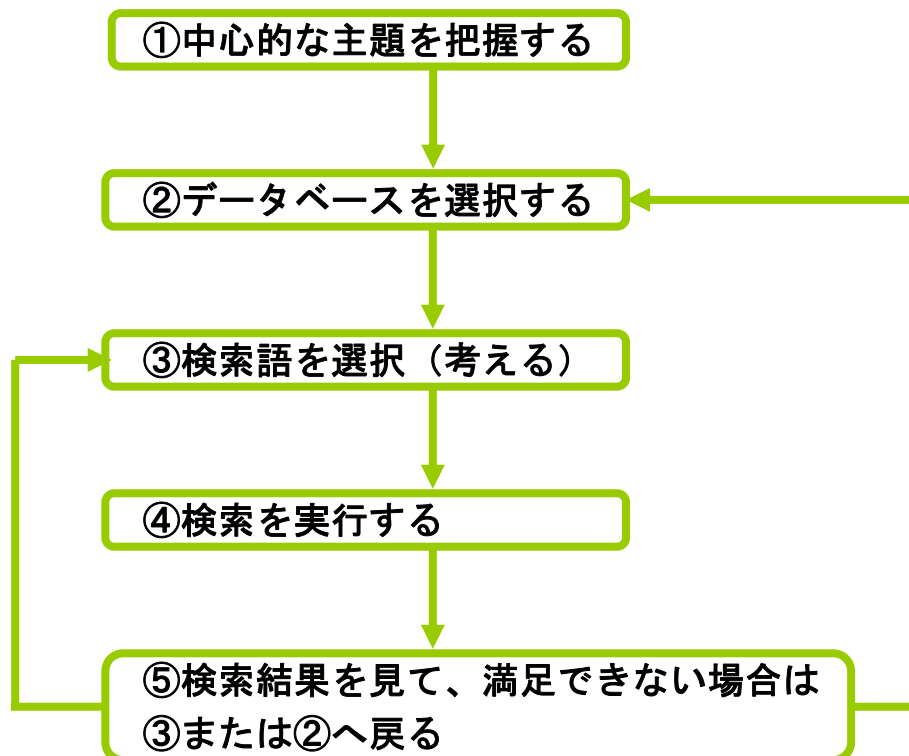 ①中心的な主題を把握する
②データベースを選択する
③検索語を選択（考える）
④検索を実行する
⑤検索結果を見て、満足できない場合は
③または②へ戻る